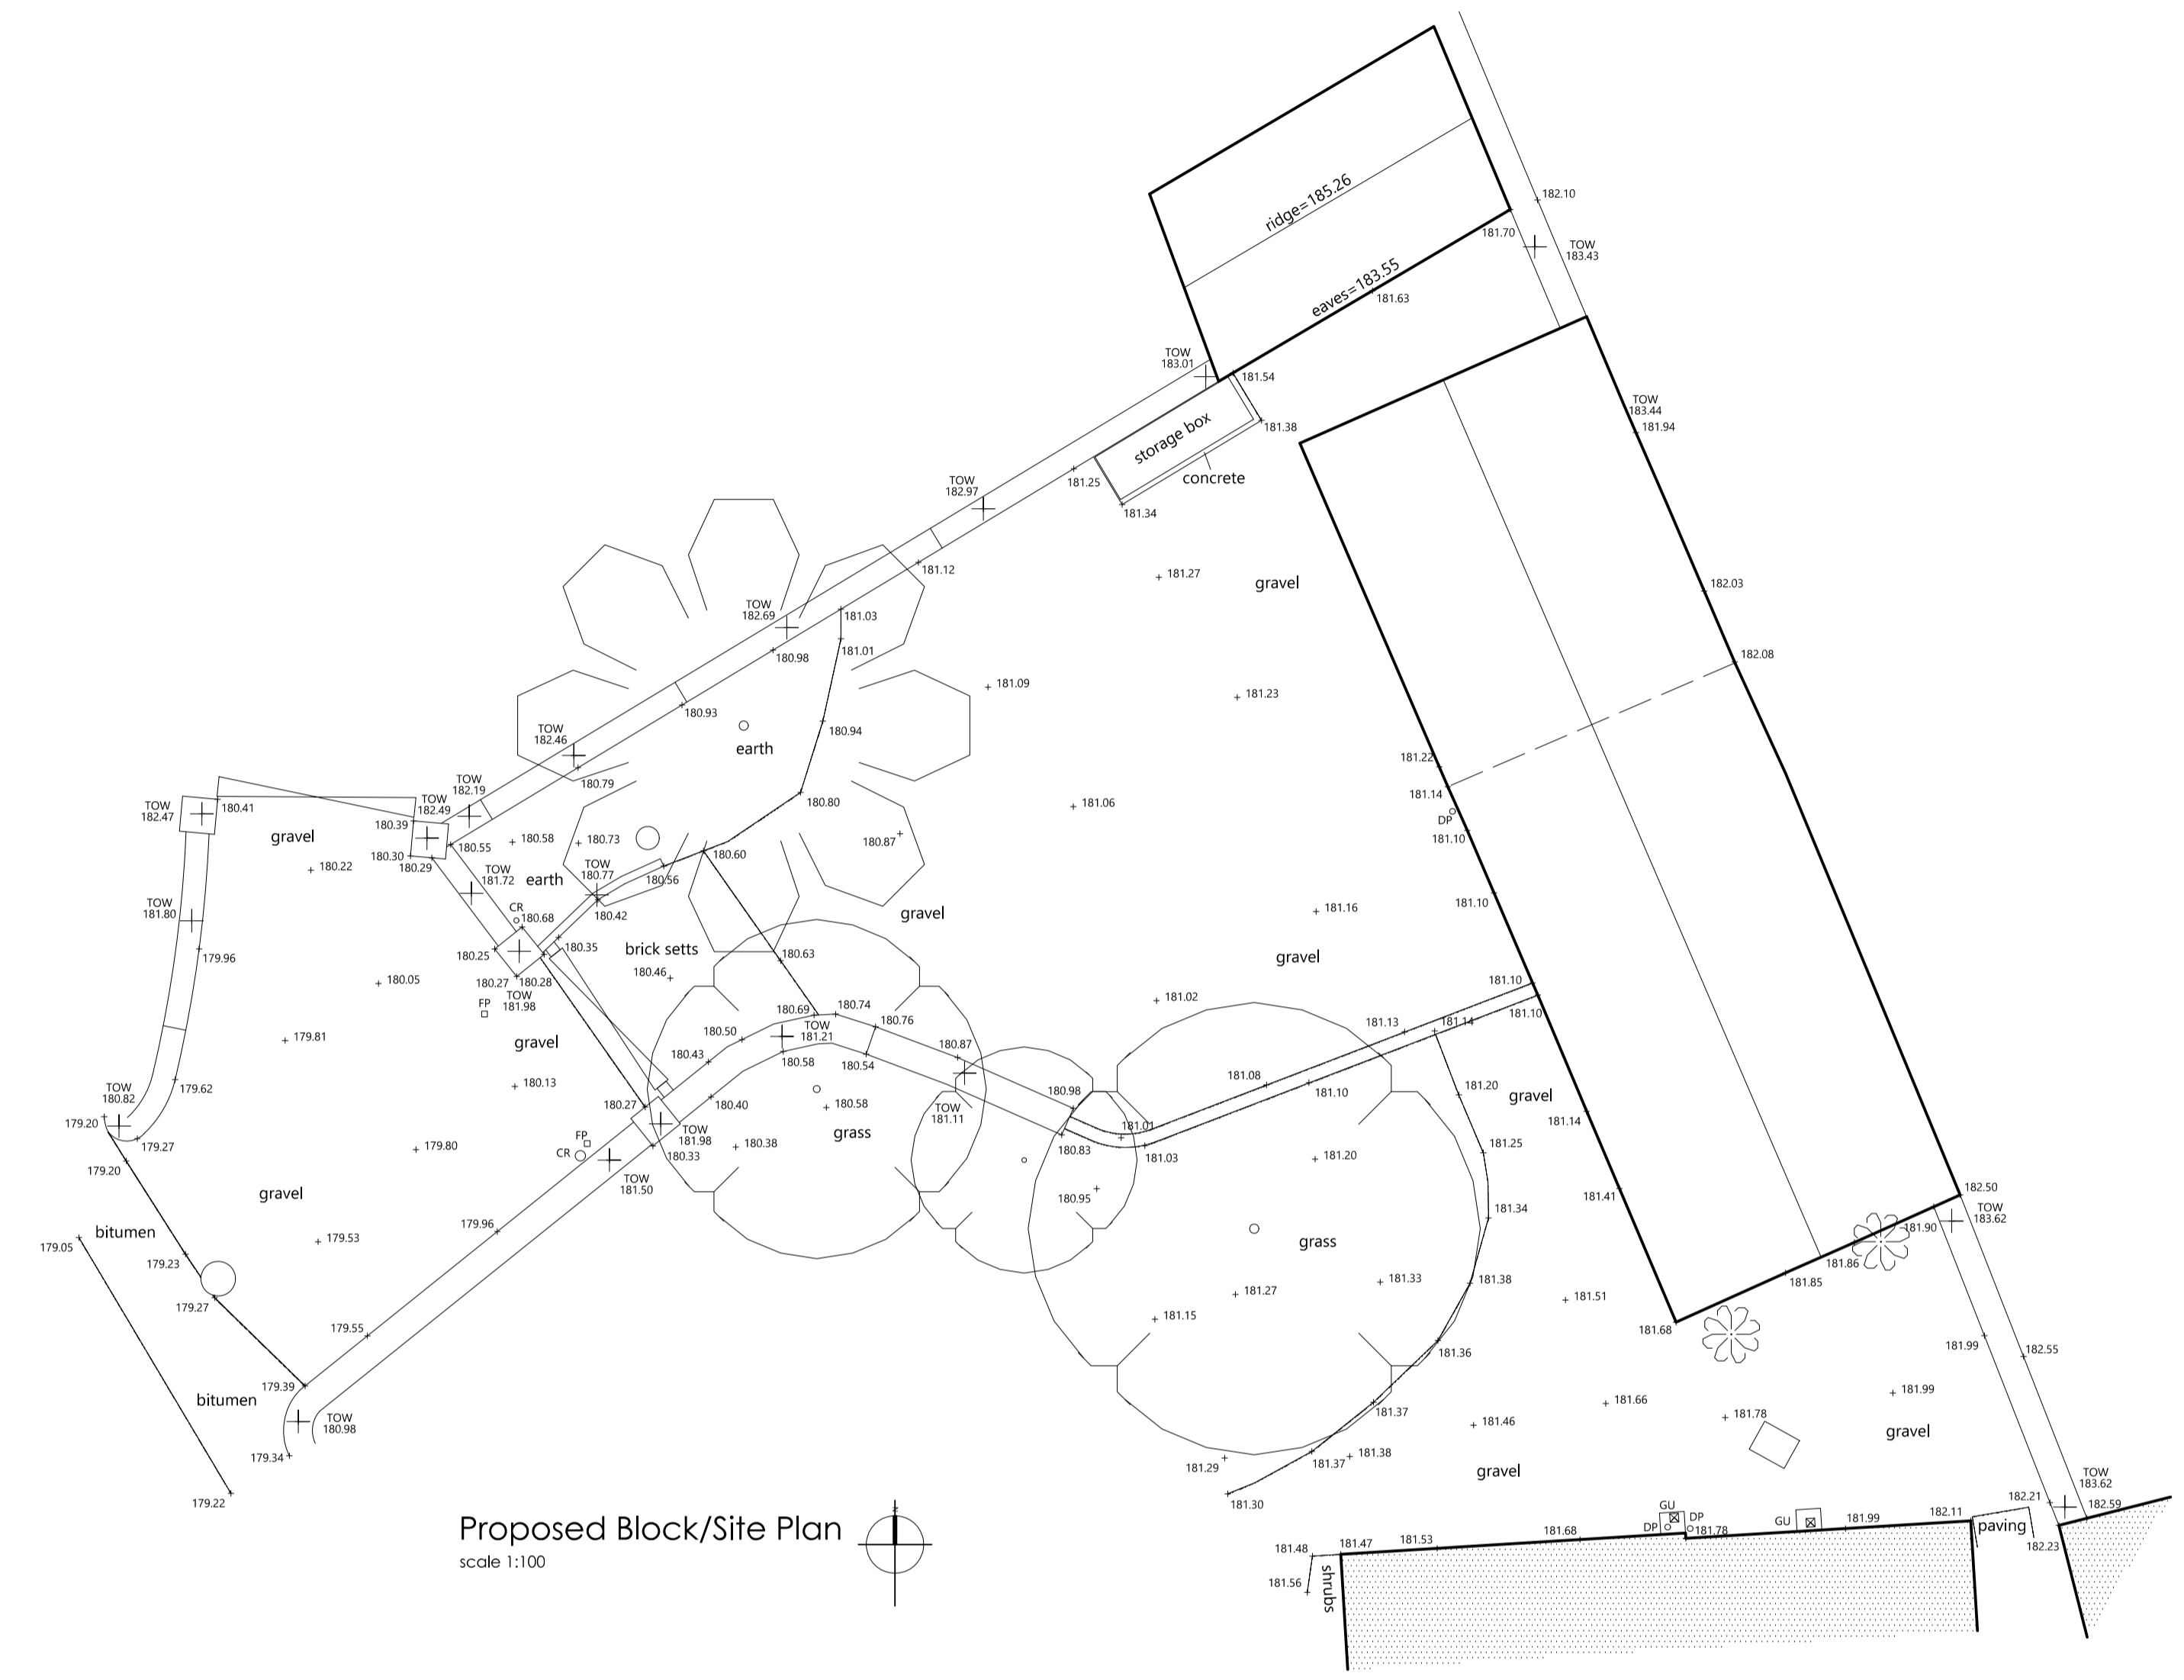 182.10
ridge=185.26
181.70
TOW
183.43
eaves=183.55
181.63
TOW
183.01
181.54
TOW
183.44
181.94
181.38
storage box
concrete
TOW
182.97
181.25
181.34
181.12
181.27
gravel
182.03
TOW
182.69
181.03
181.01
180.98
182.08
181.09
181.23
180.93
180.94
TOW
182.46
earth
181.22
180.79
181.14
TOW
182.19
TOW
182.49
TOW
182.47
180.41
180.80
181.06
DP
180.39
gravel
180.58
180.73
180.87
181.10
180.55
180.60
180.30
180.29
180.22
TOW
181.72
TOW
180.77
180.56
earth
181.10
TOW
181.80
CR
180.68
180.42
gravel
181.16
180.35
brick setts
180.25
179.96
gravel
180.46
180.63
180.05
180.27
180.28
181.10
TOW
181.98
FP
181.02
180.69
180.74
181.10
180.76
181.13
181.14
TOW
181.21
180.50
179.81
gravel
180.43
180.58
180.54
180.87
179.62
180.13
181.08
181.20
181.10
gravel
TOW
180.82
180.27
180.40
180.58
180.98
TOW
181.11
181.14
179.20
181.01
179.27
179.80
FP
TOW
181.98
180.38
grass
180.83
181.03
181.25
CR
180.33
179.20
181.20
TOW
181.50
180.95
182.50
gravel
181.41
181.34
TOW
183.62
179.96
181.90
bitumen
grass
179.05
179.53
179.23
181.86
181.33
181.38
181.85
181.27
179.27
181.51
181.15
179.55
181.68
181.36
181.99
182.55
179.39
181.99
bitumen
181.66
181.37
181.78
TOW
180.98
181.46
gravel
179.34
181.29
181.37
181.38
gravel
TOW
183.62
179.22
181.30
182.21
182.59
Proposed Block/Site Plan
scale 1:100
z
GU
DP
DP
181.78
GU
181.99
182.11
paving
182.23
181.68
181.53
181.47
181.48
181.56
shrubs